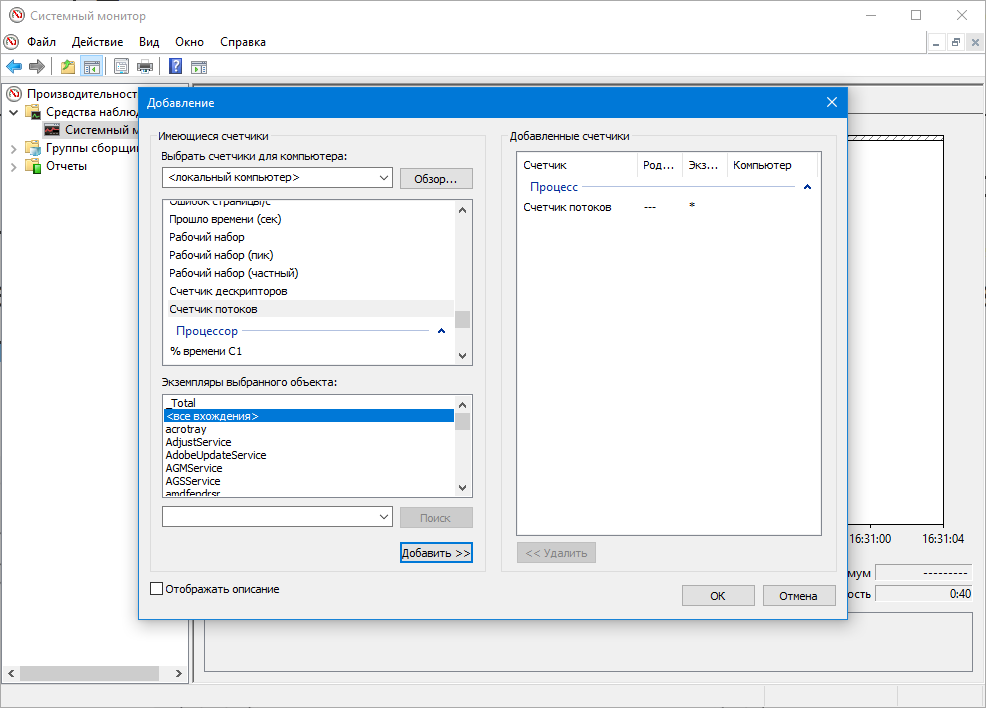 Системный монитор
Файл Действие Вид Окно Справка
Производительност
Средства наблюд
Системный м
Группы сборщи
Отчеты
Добавление
Имеющиеся счетчики
Выбрать счетчики для компьютера:
<локальный компьютер>
Обзор...
Ошибок страницы/с
Прошло времени (сек)
Рабочий набор
Рабочий набор (пик)
Рабочий набор (частный)
Счетчик дескрипторов
Счетчик потоков
Процессор
% времени C1
Экземпляры выбранного объекта:
_Total
<все вхождения>
acrotray
AdjustService
AdobeUpdateService
AGMService
AGSService
amdfendrsr
Поиск
Добавить >>
Отображать описание
Добавленные счетчики
Счетчик Род... Экз... Компьютер
Процесс
Счетчик потоков --- *
<< Удалить
ОК
Отмена
16:31:00 16:31:04
мум ---------
ость 0:40